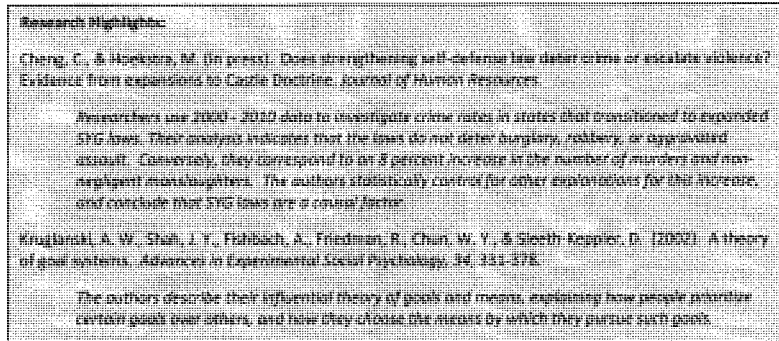 Research Highlights:
Cheng, C., & Hoekstra, M. (in press). Does strengthening self-defense law deter crime or escalate violence?
Evidence from expansions to Castle Doctrine. Journal of Human Resources.
Researchers use 2000 - 2010 data to investigate crime rates in states that transitioned to expanded
SYG laws. Their analysis indicates that the laws do not deter burglary, robbery, or aggravated
assault. Conversely, they correspond to an 8 percent increase in the number of murders and non-
negligent manslaughters. The authors statistically control for other explanations for this increase,
and conclude that SYG laws are a causal factor.
Kruglanski, A. W., Shah, J. Y., Fishbach, A., Friedman, R., Chun, W. Y., & Sleeth-Keppler, D. (2002). A theory
of goal systems. Advances in Experimental Social Psychology, 34, 331-378.
The authors describe their influential theory of goals and means, explaining how people prioritize
certain goals over others, and how they choose the means by which they pursue such goals.